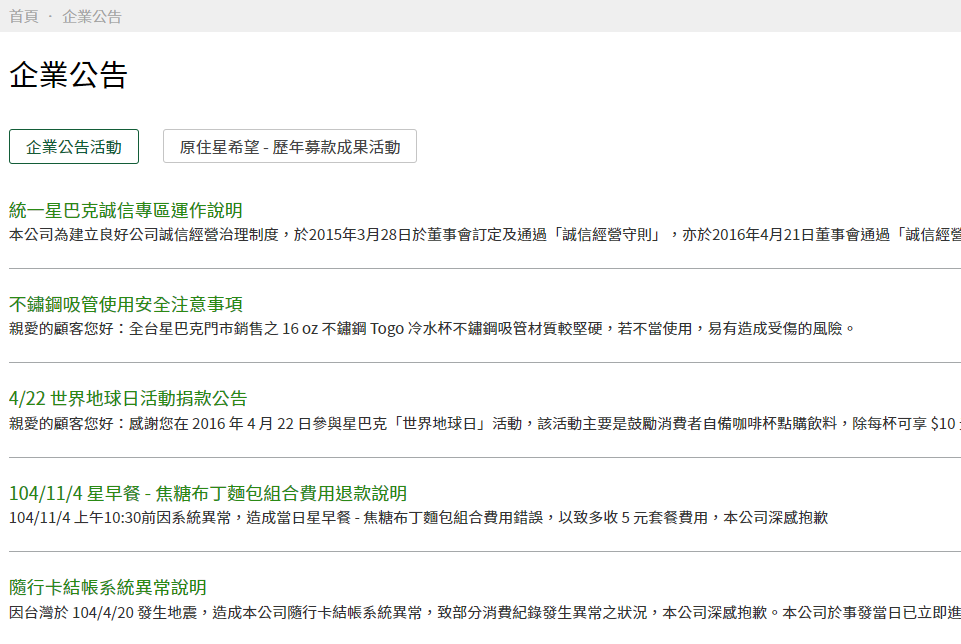 首頁 · 企業公告
企業公告
企業公告活動
原住星希望 - 歷年募款成果活動
統一星巴克誠信專區運作說明
本公司為建立良好公司誠信經營治理制度，於2015年3月28日於董事會訂定及通過「誠信經營守則」，亦於2016年4月21日董事會通過「誠信經營
不鏽鋼吸管使用安全注意事項
親愛的顧客您好：全台星巴克門市銷售之 16 oz 不鏽鋼 Togo 冷水杯不鏽鋼吸管材質較堅硬，若不當使用，易有造成受傷的風險。
4/22 世界地球日活動捐款公告
親愛的顧客您好：感謝您在 2016 年 4 月 22 日參與星巴克「世界地球日」活動，該活動主要是鼓勵消費者自備咖啡杯點購飲料，除每杯可享 $10
104/11/4 星早餐 - 焦糖布丁麵包組合費用退款說明
104/11/4 上午10:30前因系統異常，造成當日星早餐 - 焦糖布丁麵包組合費用錯誤，以致多收 5 元套餐費用，本公司深感抱歉
隨行卡結帳系統異常說明
因台灣於 104/4/20 發生地震，造成本公司隨行卡結帳系統異常，致部分消費紀錄發生異常之狀況，本公司深感抱歉。本公司於事發當日已立即進